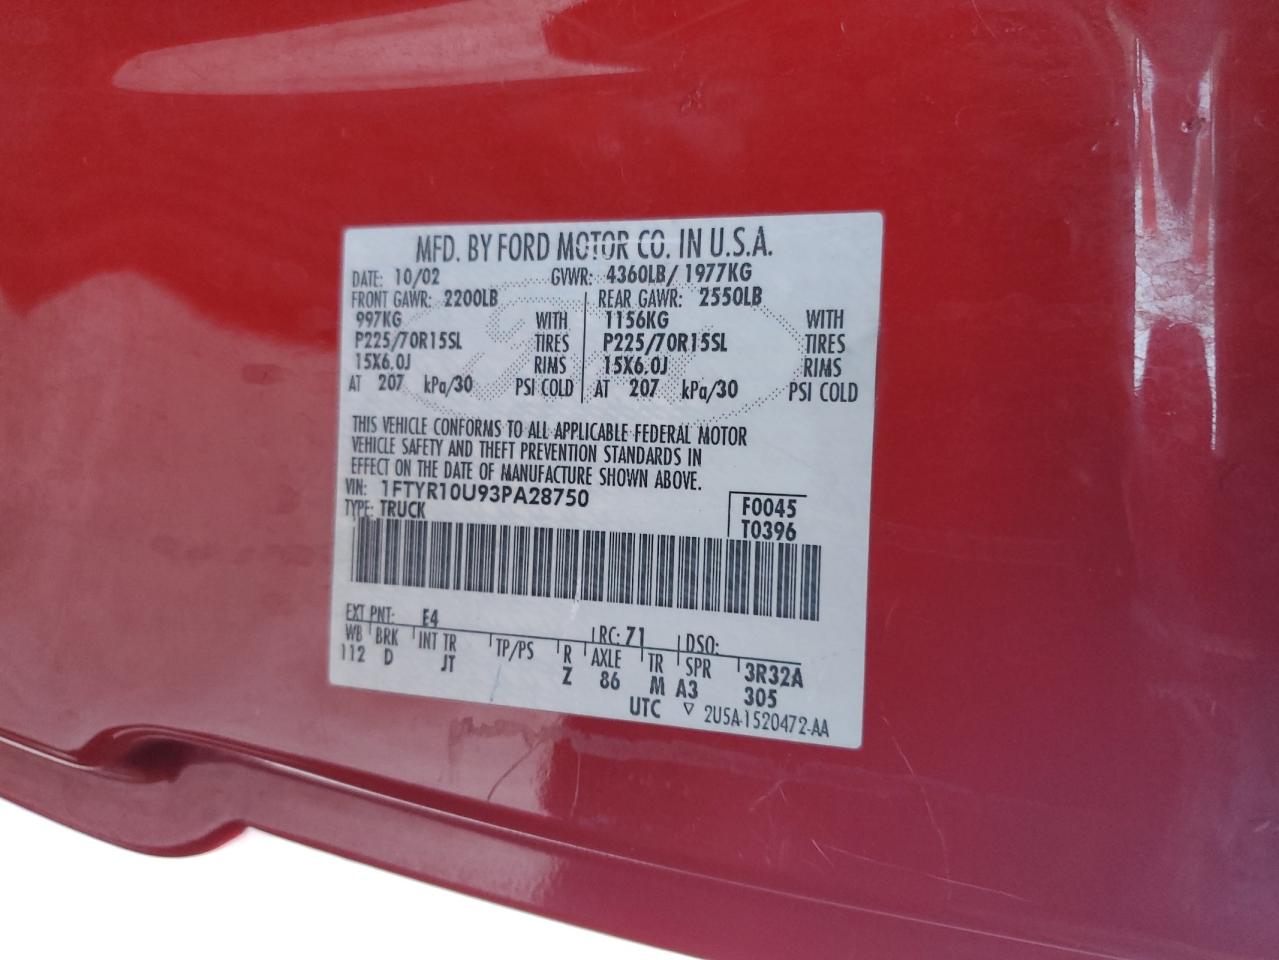 MFD. BY FORD MOTOR CO. IN U.S.A.
DATE: 10/02 GVWR: 4360LB/ 1977KG
FRONT GAWR: 2200LB REAR GAWR: 2550LB
997KG WITH 1156KG WITH
P225/70R15SL TIRES P225/70R15SL TIRES
15X6.0J RIMS 15X6.0J RIMS
AT 207 kPa/30 PSI COLD AT 207 kPa/30 PSI COLD
THIS VEHICLE CONFORMS TO ALL APPLICABLE FEDERAL MOTOR
VEHICLE SAFETY AND THEFT PREVENTION STANDARDS IN
EFFECT ON THE DATE OF MANUFACTURE SHOWN ABOVE.
VIN: 1FTYR10U93PA28750 F0045
TYPE: TRUCK T0396
EXT PNT: E4 RC: 71 DSO:
WB BRK INT TR TP/PS R AXLE TR SPR 3R32A
112 D JT Z 86 M A3 305
UTC ▽ 2U5A-1520472-AA